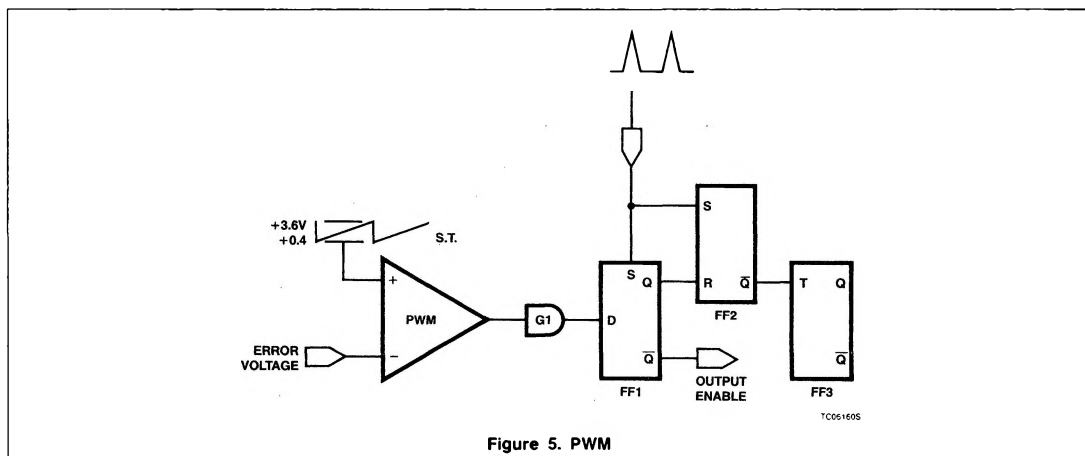 +3.6V
+0.4
S.T.
+
PWM
−
ERROR
VOLTAGE
G1
S
D
Q
Q̅
FF1
OUTPUT
ENABLE
S
R
Q̅
FF2
T
Q
Q̅
FF3
TC05160S
Figure 5. PWM